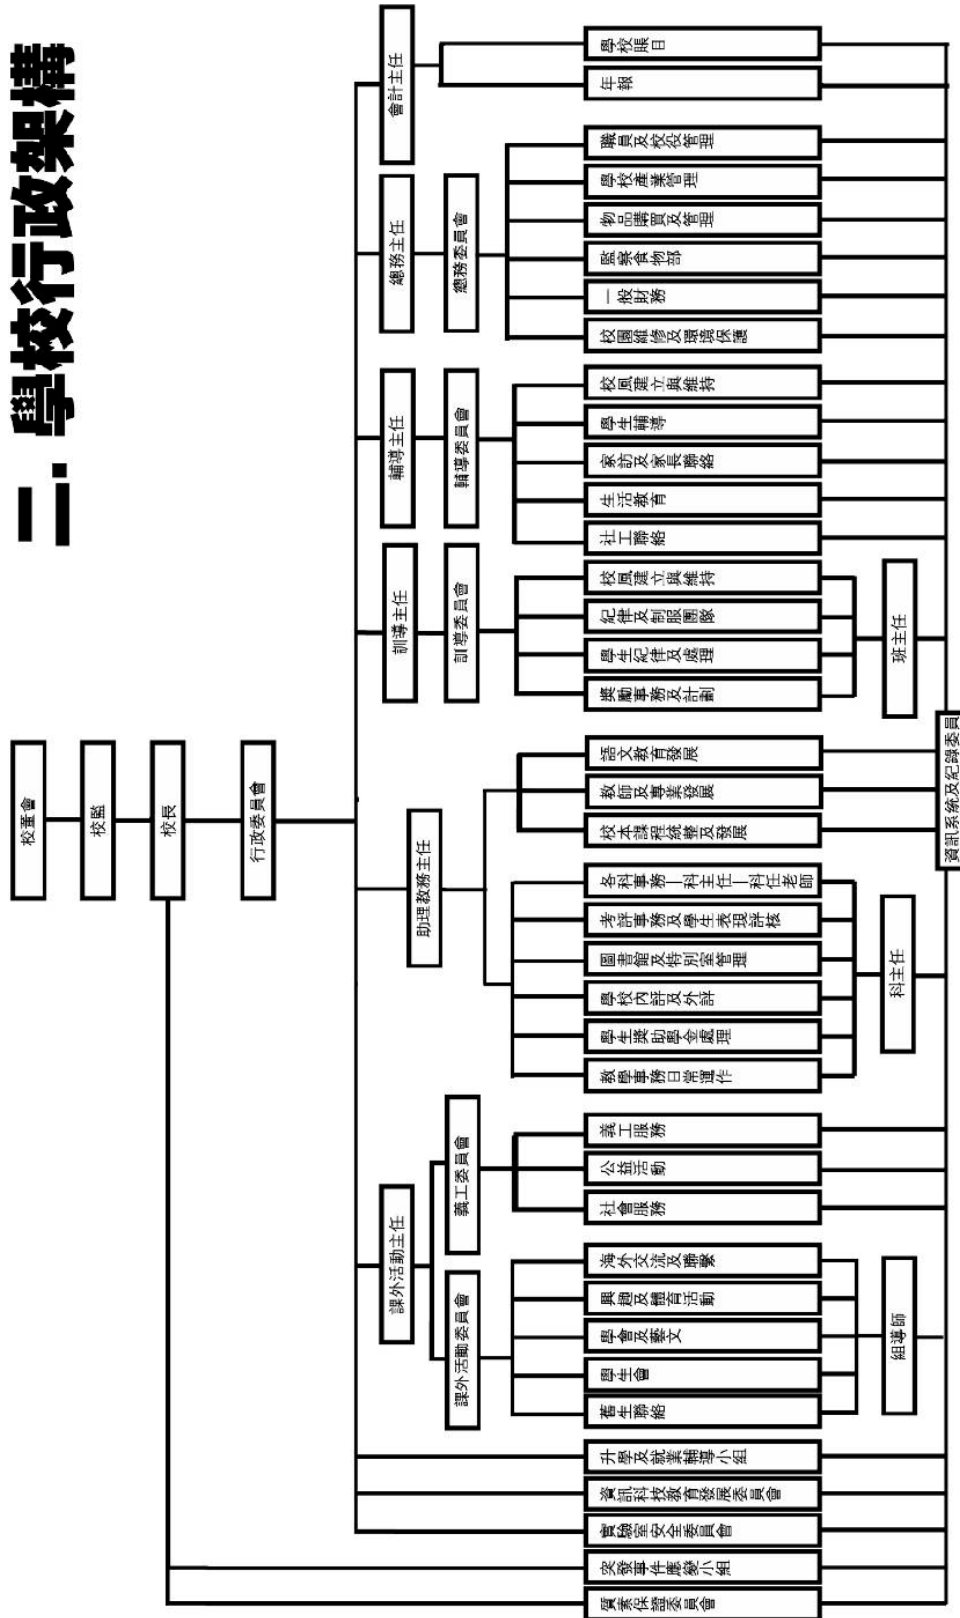 二. 學校行政架構
校董會
校監
校長
行政委員會
課外活動主任
助理教務主任
訓導主任
輔導主任
總務主任
會計主任
課外活動委員會
義工委員會
訓導委員會
輔導委員會
總務委員會
質素保證委員會
突發事件應變小組
實驗室安全委員會
資訊科技教育發展委員會
升學及就業輔導小組
舊生聯絡
學生會
學會及藝文
興趣及體育活動
海外交流及聯繫
社會服務
公益活動
義工服務
教學事務日常運作
學生獎助學金處理
學校內評及外評
圖書館及特別室管理
考評事務及學生表現評核
各科事務—科主任—科任老師
校本課程統整及發展
教師及專業發展
語文教育發展
獎勵事務及計劃
學生紀律及處理
紀律及制服團隊
校風建立與維持
社工聯絡
生活教育
家訪及家長聯絡
學生輔導
校風建立與維持
校園維修及環境保護
一般財務
監察食物部
物品購買及管理
學校產業管理
職員及校役管理
年報
學校賬目
組導師
科主任
班主任
資訊系統及紀錄委員